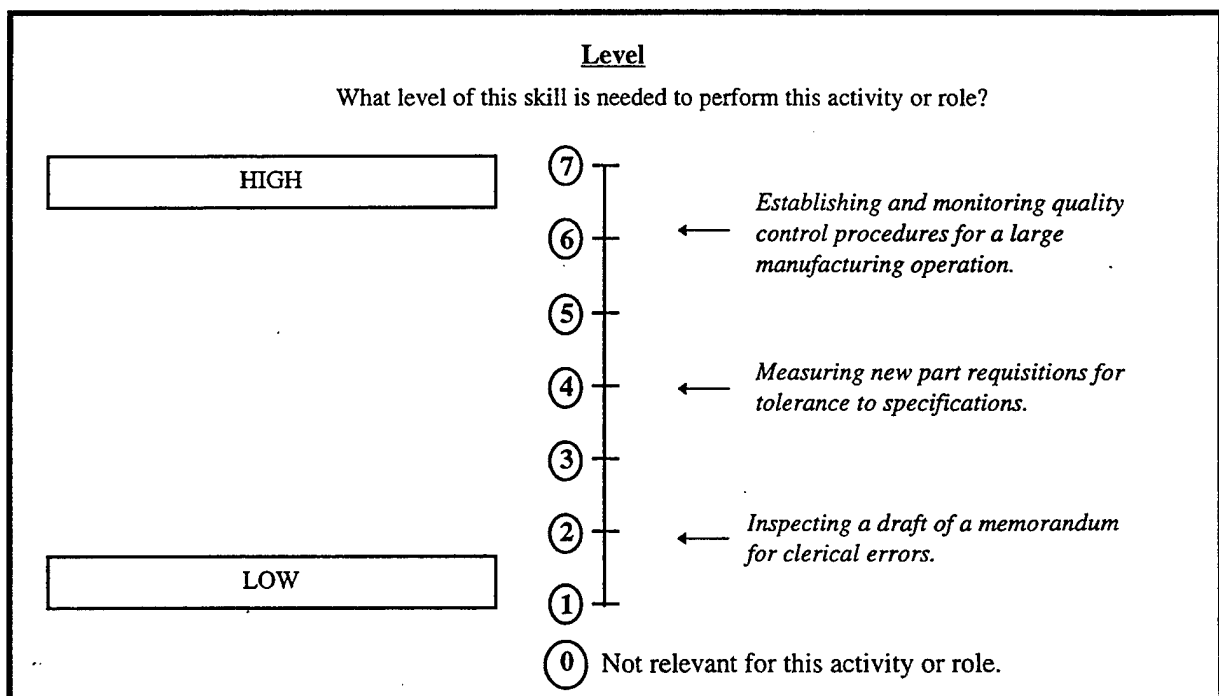 Level
What level of this skill is needed to perform this activity or role?
HIGH
7
Establishing and monitoring quality
6
control procedures for a large
manufacturing operation.
5
Measuring new part requisitions for
4
tolerance to specifications.
3
Inspecting a draft of a memorandum
2
for clerical errors.
LOW
1
0 Not relevant for this activity or role.